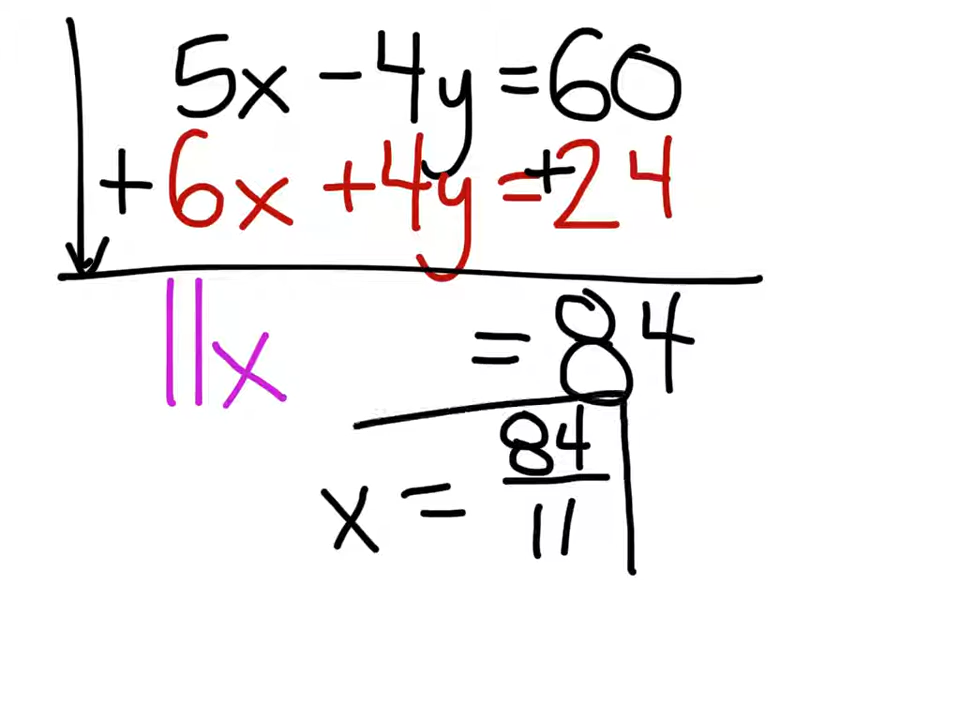 5x - 4y = 60
+ 6x + 4y = + 24
11x = 84
x = 84/11